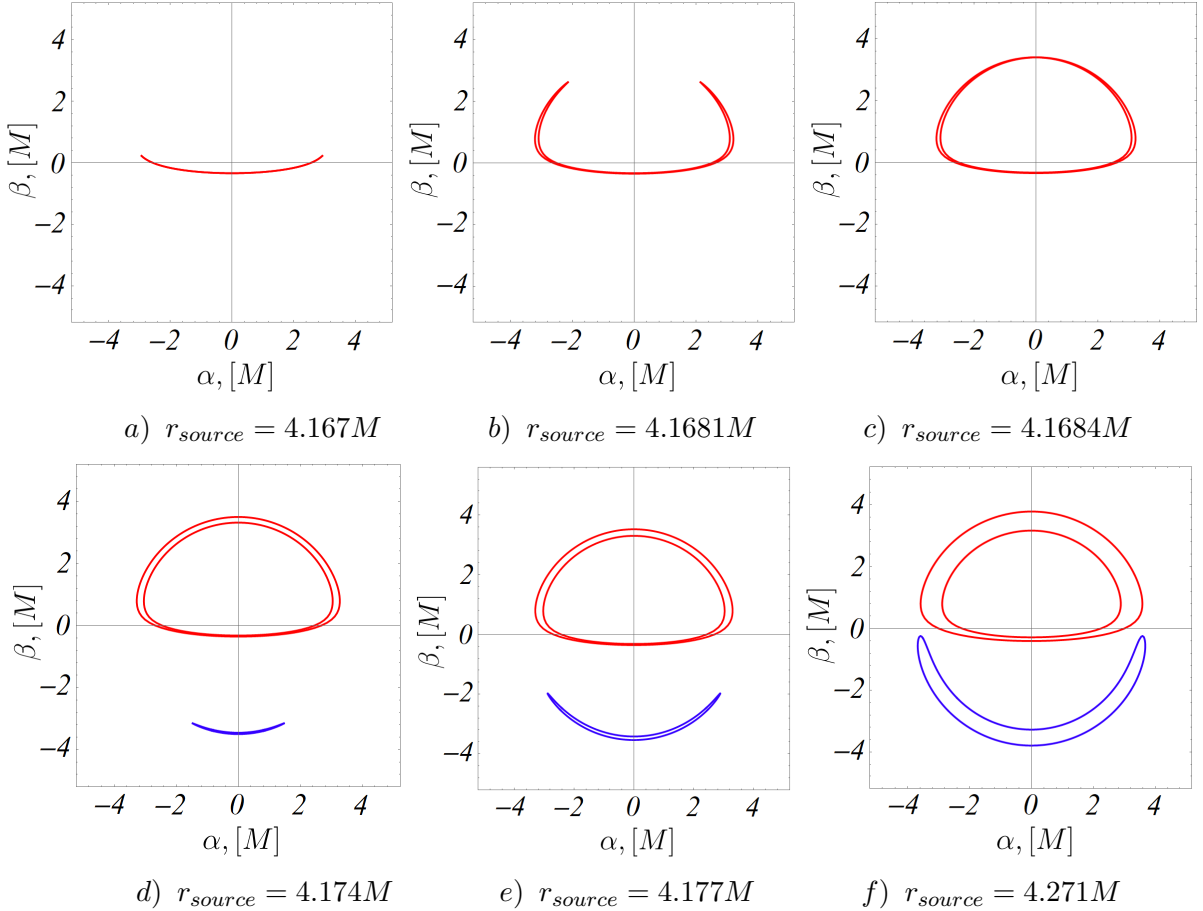 4
2
0
−2
−4
β, [M]
−4 −2 0 2 4
α, [M]
a) r_source = 4.167M
4
2
0
−2
−4
β, [M]
−4 −2 0 2 4
α, [M]
b) r_source = 4.1681M
4
2
0
−2
−4
β, [M]
−4 −2 0 2 4
α, [M]
c) r_source = 4.1684M
4
2
0
−2
−4
β, [M]
−4 −2 0 2 4
α, [M]
d) r_source = 4.174M
4
2
0
−2
−4
β, [M]
−4 −2 0 2 4
α, [M]
e) r_source = 4.177M
4
2
0
−2
−4
β, [M]
−4 −2 0 2 4
α, [M]
f) r_source = 4.271M